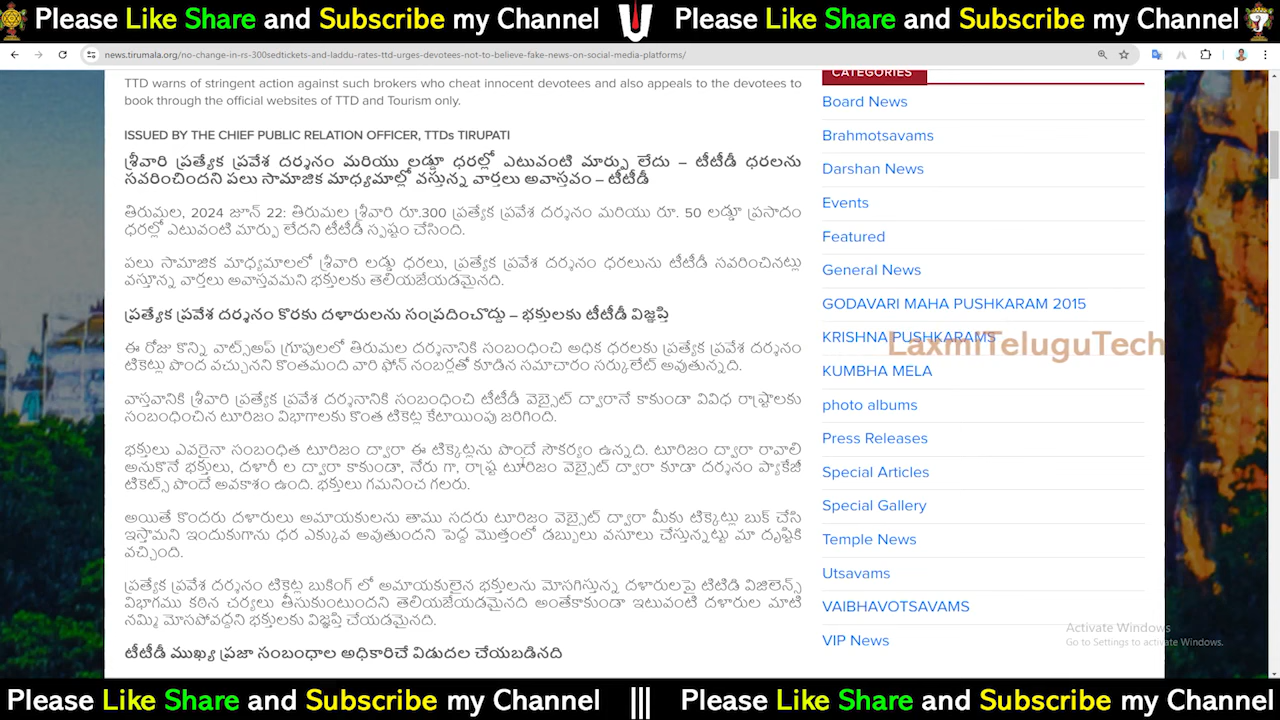 Please Like Share and Subscribe my Channel
Please Like Share and Subscribe my Channel
news.tirumala.org/no-change-in-rs-300sedtickets-and-laddu-rates-ttd-urges-devotees-not-to-believe-fake-news-on-social-media-platforms/
TTD warns of stringent action against such brokers who cheat innocent devotees and also appeals to the devotees to
book through the official websites of TTD and Tourism only.
ISSUED BY THE CHIEF PUBLIC RELATION OFFICER, TTDs TIRUPATI
శ్రీవారి ప్రత్యేక ప్రవేశ దర్శనం మరియు లడ్డూ ధరల్లో ఎటువంటి మార్పు లేదు – టీటీడీ ధరలను
సవరించిందని పలు సామాజిక మాధ్యమాల్లో వస్తున్న వార్తలు అవాస్తవం – టీటీడీ
తిరుమల, 2024 జూన్ 22: తిరుమల శ్రీవారి రూ.300 ప్రత్యేక ప్రవేశ దర్శనం మరియు రూ. 50 లడ్డూ ప్రసాదం
ధరల్లో ఎటువంటి మార్పు లేదని టీటీడీ స్పష్టం చేసింది.
పలు సామాజిక మాధ్యమాలలో శ్రీవారి లడ్డు ధరలు, ప్రత్యేక ప్రవేశ దర్శనం ధరలును టీటీడీ సవరించినట్లు
వస్తూన్న వార్తలు అవాస్తవమని భక్తులకు తెలియజేయడమైనది.
ప్రత్యేక ప్రవేశ దర్శనం కొరకు దళారులను సంప్రదించొద్దు – భక్తులకు టీటీడీ విజ్ఞప్తి
ఈ రోజు కొన్ని వాట్సఅప్ గ్రూపులలో తిరుమల దర్శనానికి సంబంధించి అధిక ధరలకు ప్రత్యేక ప్రవేశ దర్శనం
టికెట్లు పొంద వచ్చునని కొంతమంది వారి ఫోన్ నంబర్లతో కూడిన సమాచారం సర్కులేట్ అవుతున్నది.
వాస్తవానికి శ్రీవారి ప్రత్యేక ప్రవేశ దర్శనానికి సంబంధించి టీటీడీ వెబ్సైట్ ద్వారానే కాకుండా వివిధ రాష్ట్రాలకు
సంబంధించిన టూరిజం విభాగాలకు కొంత టికెట్ల కేటాయింపు జరిగింది.
భక్తులు ఎవరైనా సంబంధిత టూరిజం ద్వారా ఈ టిక్కెట్లను పొందే సౌకర్యం ఉన్నది. టూరిజం ద్వారా రావాలి
అనుకొనే భక్తులు, దళారీ ల ద్వారా కాకుండా, నేరు గా, రాష్ట్ర టూరిజం వెబ్సైట్ ద్వారా కూడా దర్శనం ప్యాకేజీ
టికెట్స్ పొందే అవకాశం ఉంది. భక్తులు గమనించ గలరు.
అయితే కొందరు దళారులు అమాయకులను తాము సదరు టూరిజం వెబ్సైట్ ద్వారా మీకు టిక్కెట్లు బుక్ చేసి
ఇస్తామని ఇందుకుగాను ధర ఎక్కువ అవుతుందని పెద్ద మొత్తంలో డబ్బులు వసూలు చేస్తున్నట్టు మా దృష్టికి
వచ్చింది.
ప్రత్యేక ప్రవేశ దర్శనం టికెట్ల బుకింగ్ లో అమాయకులైన భక్తులను మోసగిస్తున్న దళారులపై టిటిడి విజిలెన్స్
విభాగము కఠిన చర్యలు తీసుకుంటుందని తెలియజేయడమైనది అంతేకాకుండా ఇటువంటి దళారుల మాటి
నమ్మి మోసపోవద్దని భక్తులకు విజ్ఞప్తి చేయడమైనది.
టీటీడీ ముఖ్య ప్రజా సంబంధాల అధికారిచే విడుదల చేయబడినది
CATEGORIES
Board News
Brahmotsavams
Darshan News
Events
Featured
General News
GODAVARI MAHA PUSHKARAM 2015
KRISHNA PUSHKARAMS
LaxmiTeluguTech
KUMBHA MELA
photo albums
Press Releases
Special Articles
Special Gallery
Temple News
Utsavams
VAIBHAVOTSAVAMS
VIP News
Activate Windows
Go to Settings to activate Windows.
Please Like Share and Subscribe my Channel
|||
Please Like Share and Subscribe my Channel